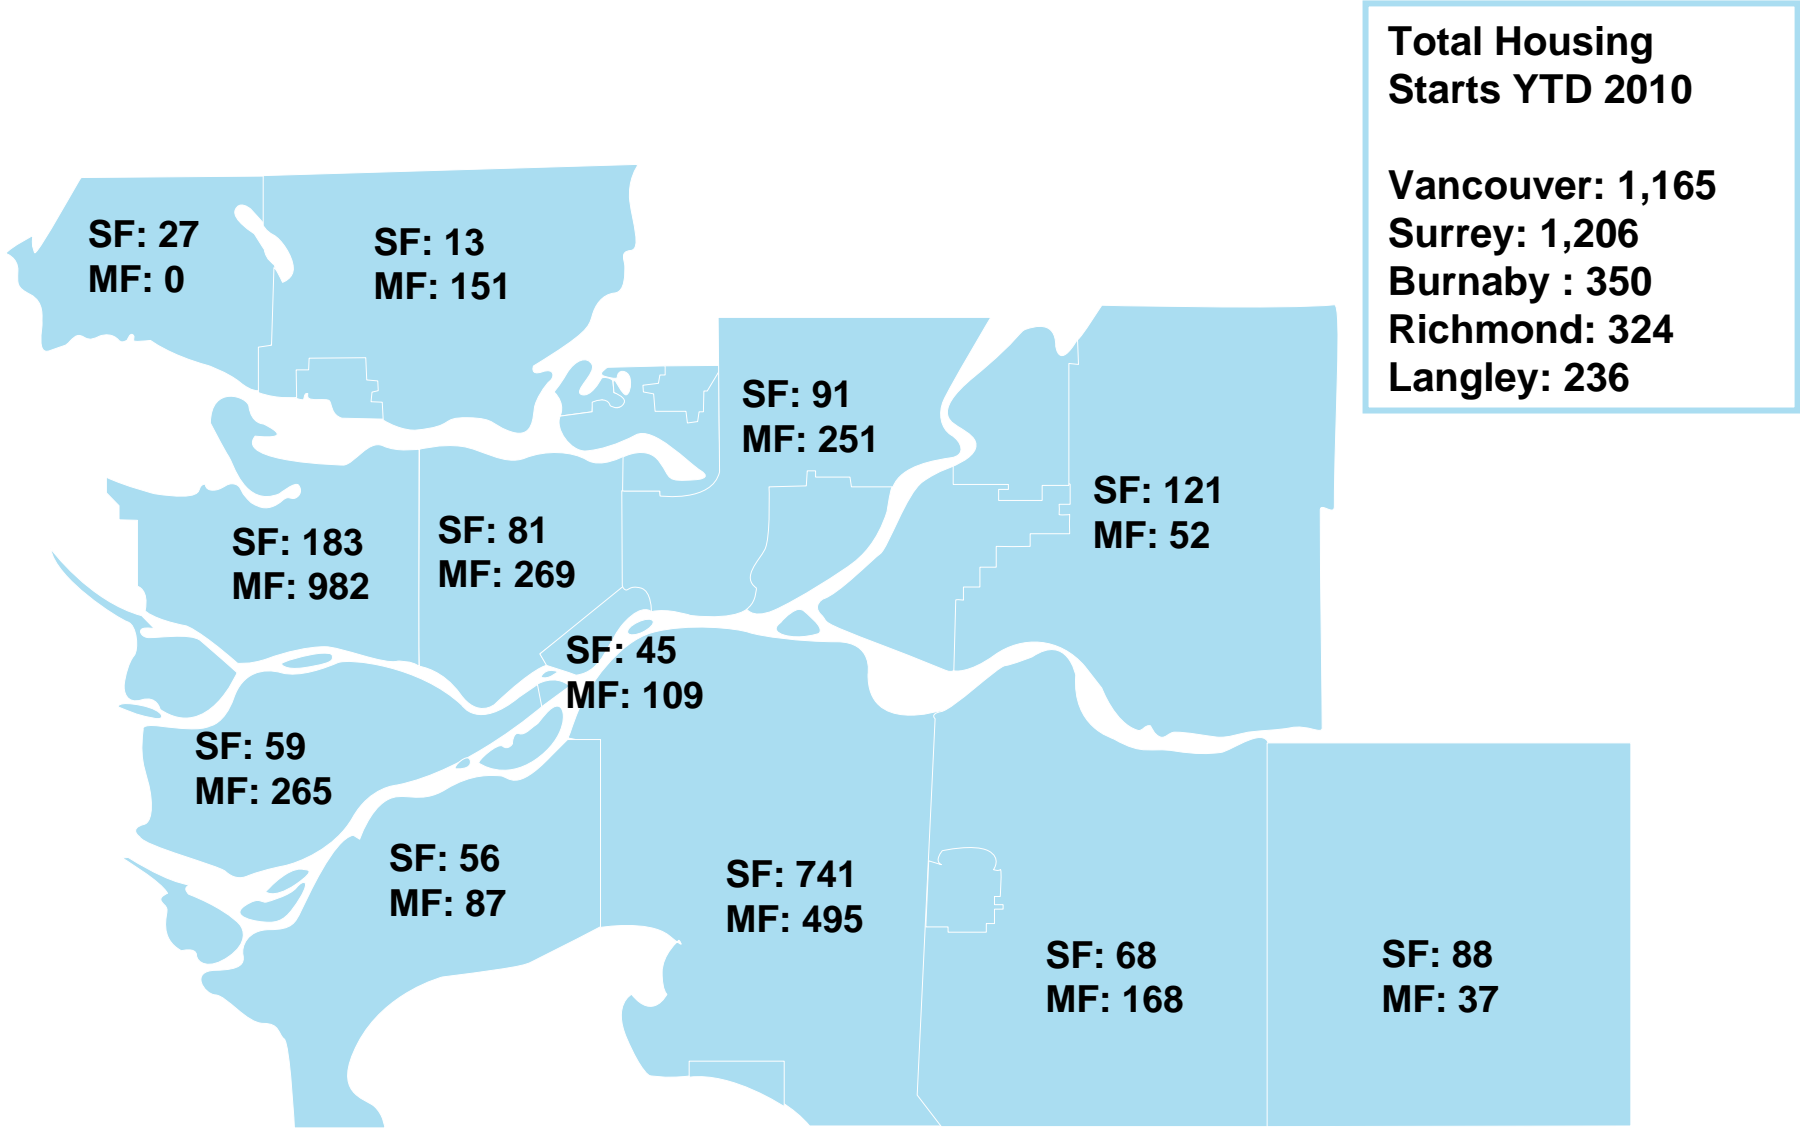 Total Housing
Starts YTD 2010
Vancouver: 1,165
Surrey: 1,206
Burnaby : 350
Richmond: 324
Langley: 236
SF: 27
MF: 0
SF: 13
MF: 151
SF: 91
MF: 251
SF: 121
MF: 52
SF: 183
MF: 982
SF: 81
MF: 269
SF: 45
MF: 109
SF: 59
MF: 265
SF: 56
MF: 87
SF: 741
MF: 495
SF: 68
MF: 168
SF: 88
MF: 37